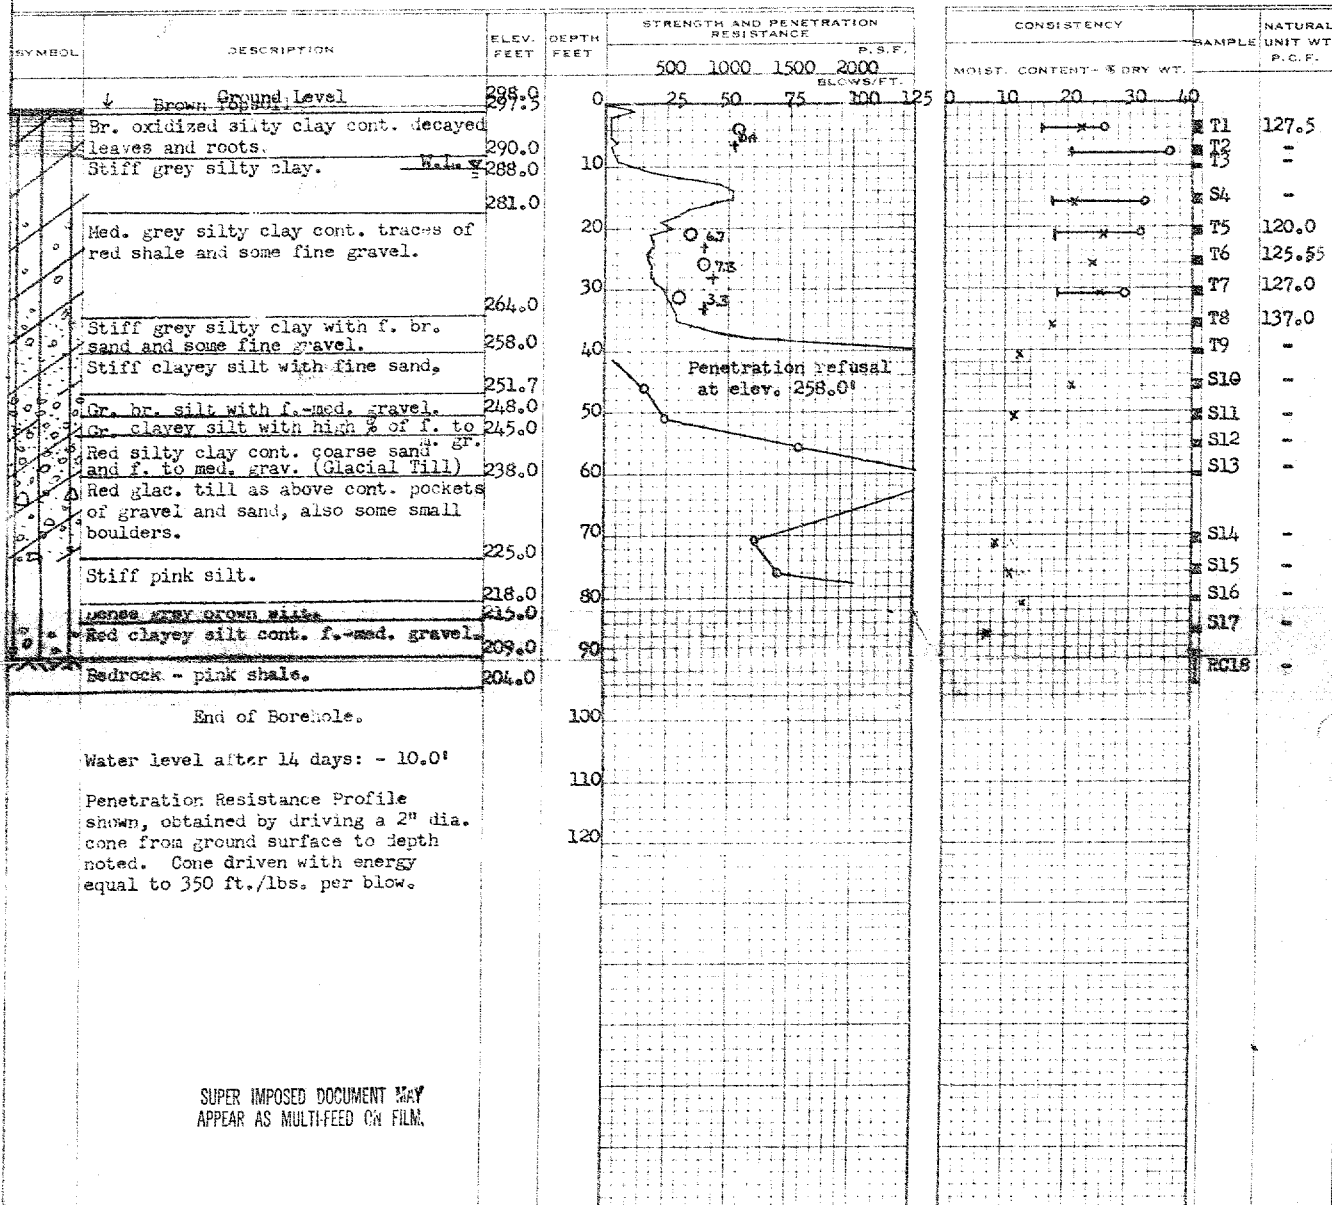 SYMBOL
DESCRIPTION
ELEV. FEET
DEPTH FEET
STRENGTH AND PENETRATION RESISTANCE
P.S.F.
500 1000 1500 2000
BLOWS/FT.
0 25 50 75 100 125
CONSISTENCY
MOIST. CONTENT - % DRY WT.
0 10 20 30 40
SAMPLE
NATURAL UNIT WT P.C.F.
Ground Level 298.0
Brown Topsoil 297.5
Br. oxidized silty clay cont. decayed
leaves and roots. 290.0
Stiff grey silty clay. W.L. 288.0
281.0
Med. grey silty clay cont. traces of
red shale and some fine gravel.
264.0
Stiff grey silty clay with f. br.
sand and some fine gravel. 258.0
Stiff clayey silt with fine sand.
251.7
Gr. br. silt with f.-med. gravel. 248.0
Gr. clayey silt with high % of f. to 245.0
gr.
Red silty clay cont. coarse sand
and f. to med. grav. (Glacial Till) 238.0
Red glac. till as above cont. pockets
of gravel and sand, also some small
boulders.
225.0
Stiff pink silt.
218.0
Dense grey brown silt. 215.0
Red clayey silt cont. f.-med. gravel.
209.0
Bedrock - pink shale. 204.0
End of Borehole.
Water level after 14 days: - 10.0'
Penetration Resistance Profile
shown, obtained by driving a 2" dia.
cone from ground surface to depth
noted. Cone driven with energy
equal to 350 ft./lbs. per blow.
10
20
30
40
50
60
70
80
90
100
110
120
6.7
7.3
3.3
Penetration refusal
at elev. 258.0'
T1 127.5
T2 -
T3 -
S4 -
T5 120.0
T6 125.55
T7 127.0
T8 137.0
T9 -
S10 -
S11 -
S12 -
S13 -
S14 -
S15 -
S16 -
S17 -
RC18 -
SUPER IMPOSED DOCUMENT MAY
APPEAR AS MULTI-FEED ON FILM.